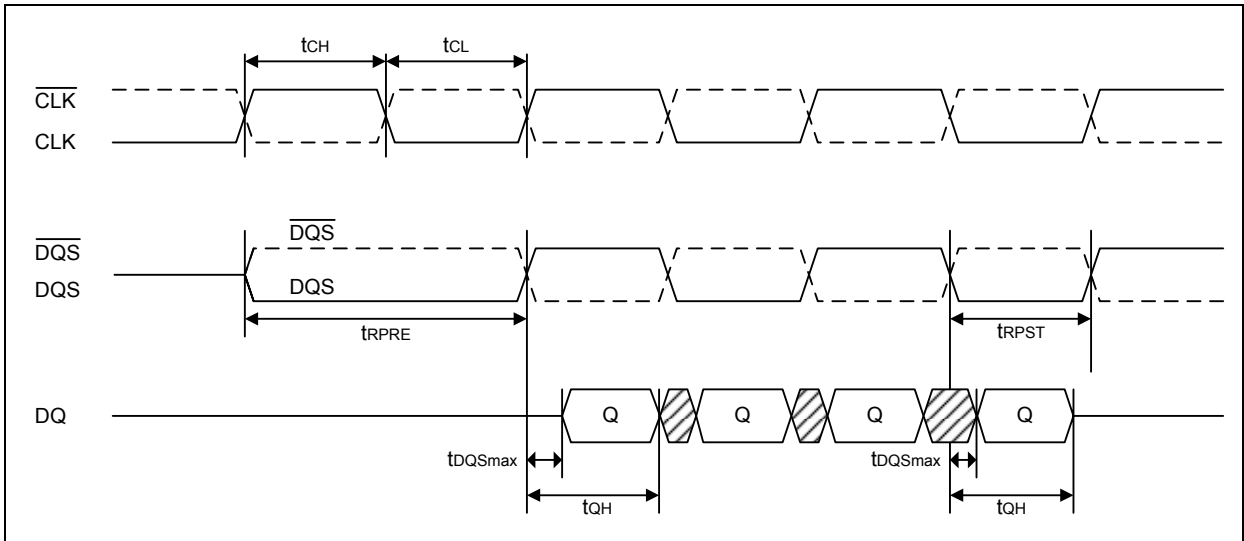 tCH
tCL
CLK
CLK
DQS
DQS
DQS
DQS
tRPRE
tRPST
DQ
Q
Q
Q
Q
tDQSmax
tDQSmax
tQH
tQH